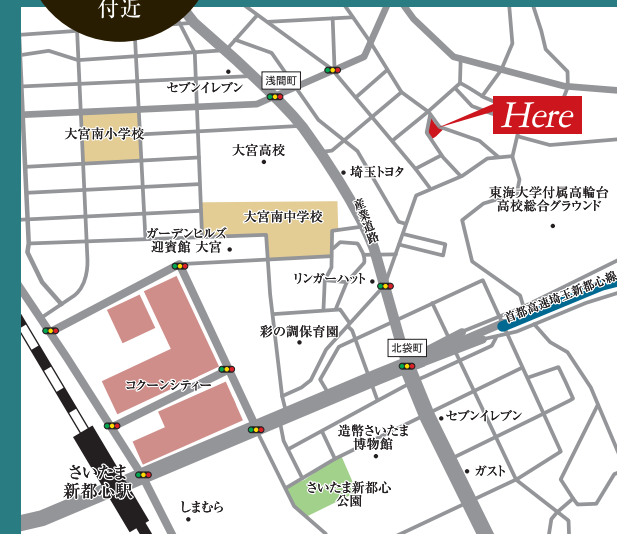 付近
セブンイレブン
浅間町
Here
大宮南小学校
大宮高校
埼玉トヨタ
東海大学付属高輪台
高校総合グラウンド
大宮南中学校
産業道路
ガーデンヒルズ
迎賓館 大宮
リンガーハット
首都高速埼玉新都心線
彩の調保育園
北袋町
コクーンシティー
セブンイレブン
造幣さいたま
博物館
さいたま
新都心駅
ガスト
さいたま新都心
公園
しまむら